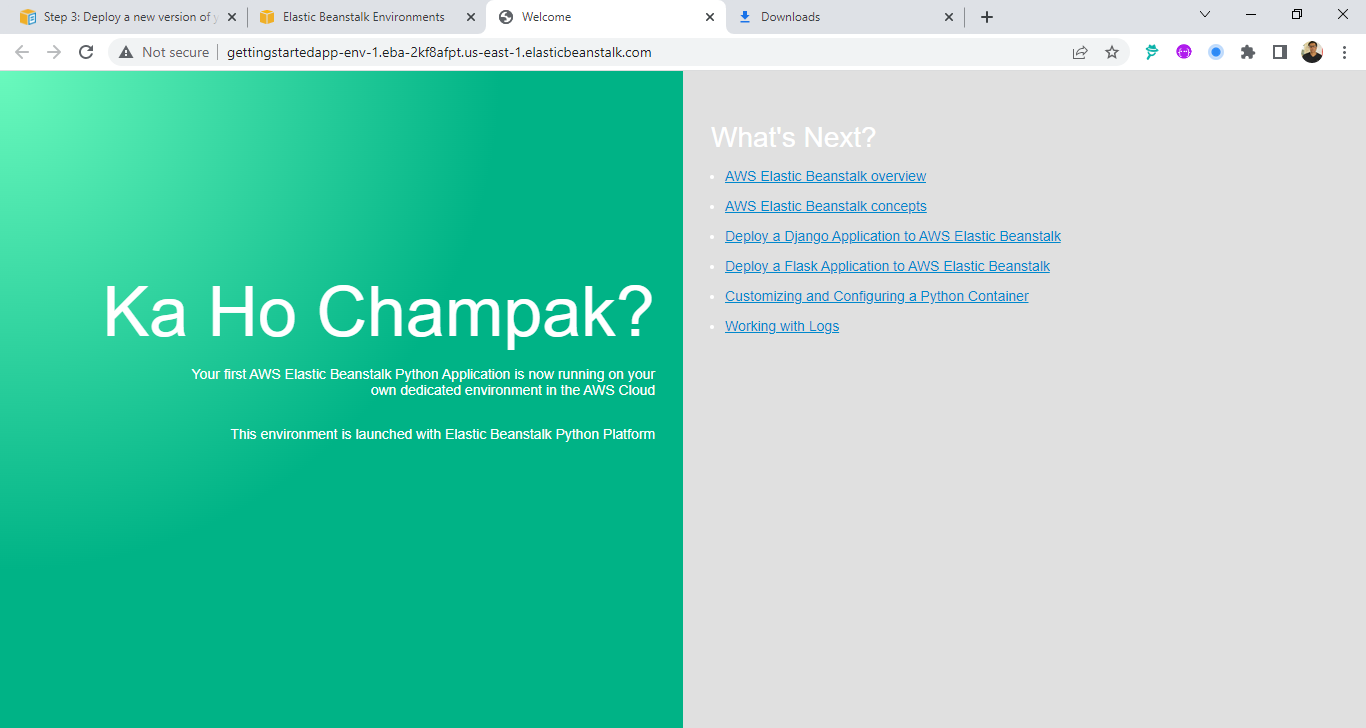 Step 3: Deploy a new version of y
Elastic Beanstalk Environments
Welcome
Downloads
Not secure
gettingstartedapp-env-1.eba-2kf8afpt.us-east-1.elasticbeanstalk.com
Ka Ho Champak?
Your first AWS Elastic Beanstalk Python Application is now running on your
own dedicated environment in the AWS Cloud
This environment is launched with Elastic Beanstalk Python Platform
What's Next?
AWS Elastic Beanstalk overview
AWS Elastic Beanstalk concepts
Deploy a Django Application to AWS Elastic Beanstalk
Deploy a Flask Application to AWS Elastic Beanstalk
Customizing and Configuring a Python Container
Working with Logs